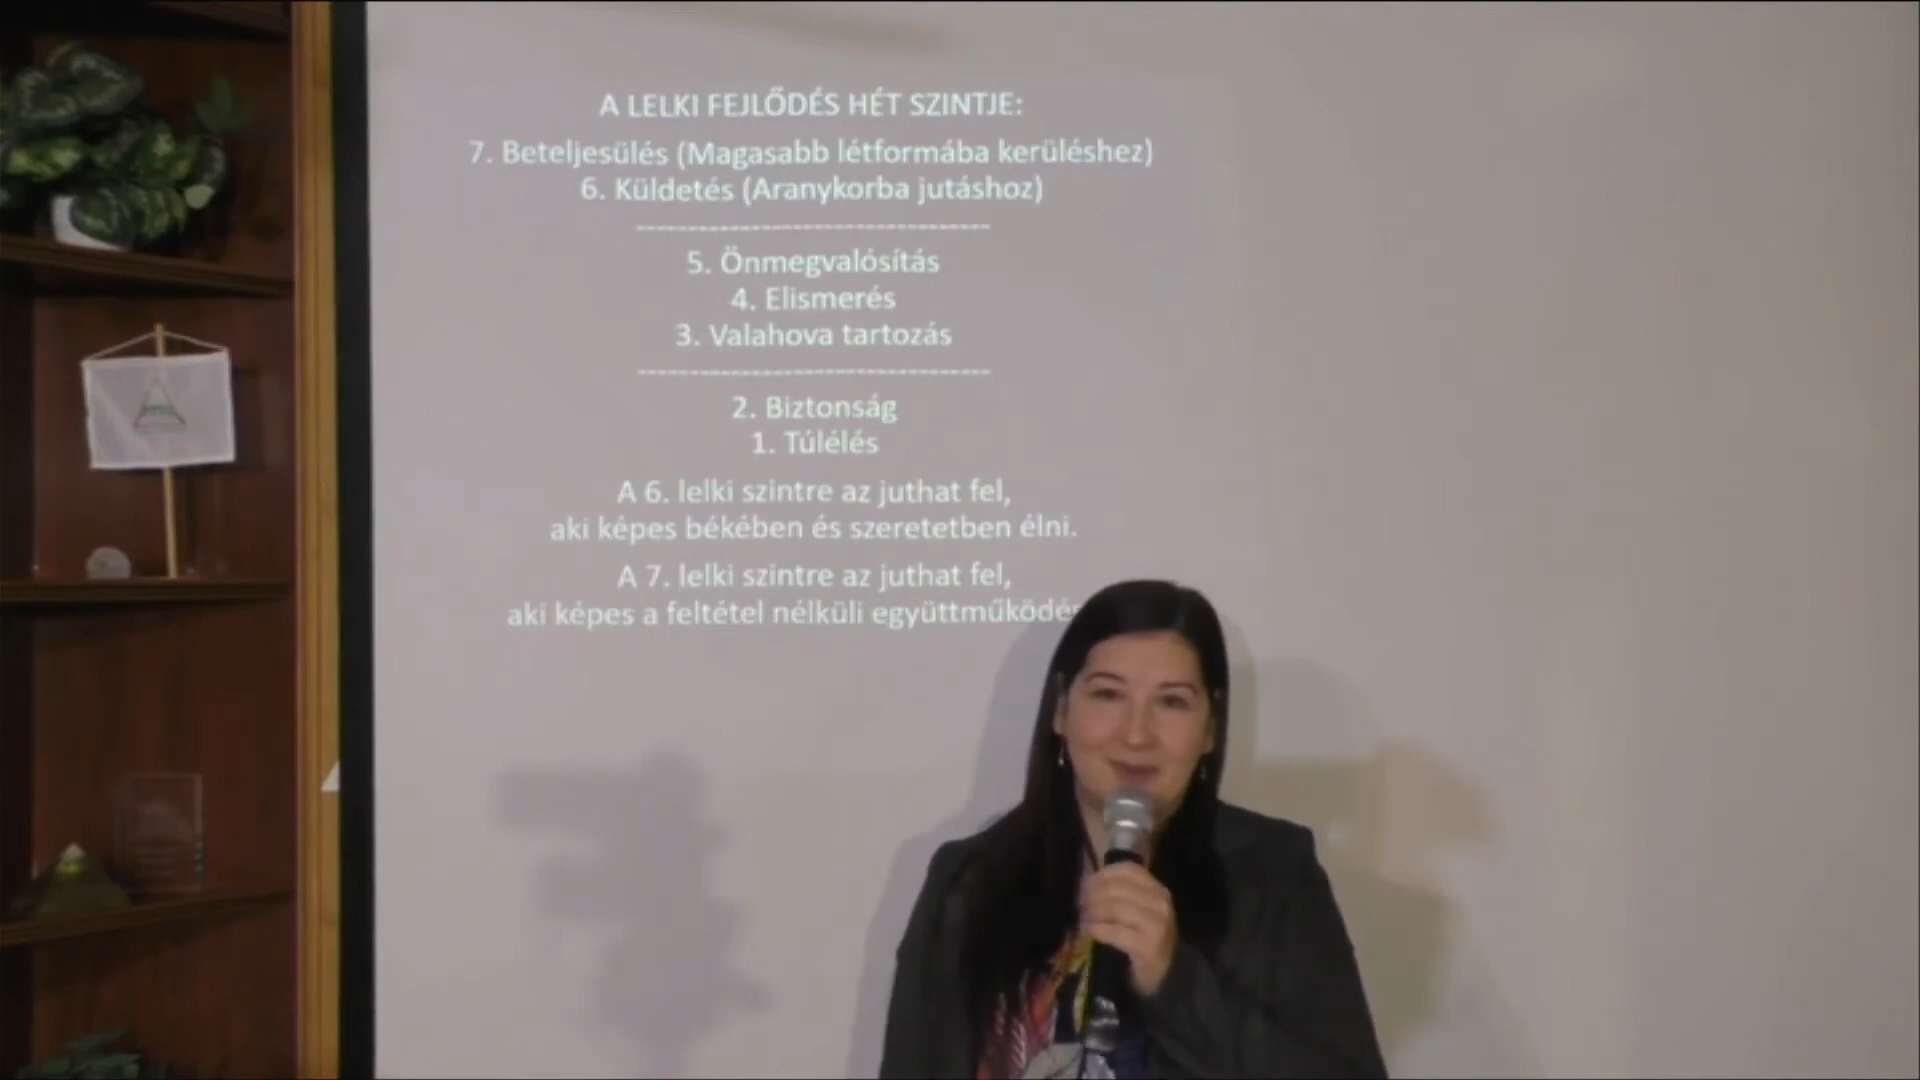 A LELKI FEJLŐDÉS HÉT SZINTJE:
7. Beteljesülés (Magasabb létformába kerüléshez)
6. Küldetés (Aranykorba jutáshoz)
----------------------------------
5. Önmegvalósítás
4. Elismerés
3. Valahova tartozás
----------------------------------
2. Biztonság
1. Túlélés
A 6. lelki szintre az juthat fel,
aki képes békében és szeretetben élni.
A 7. lelki szintre az juthat fel,
aki képes a feltétel nélküli együttműködés